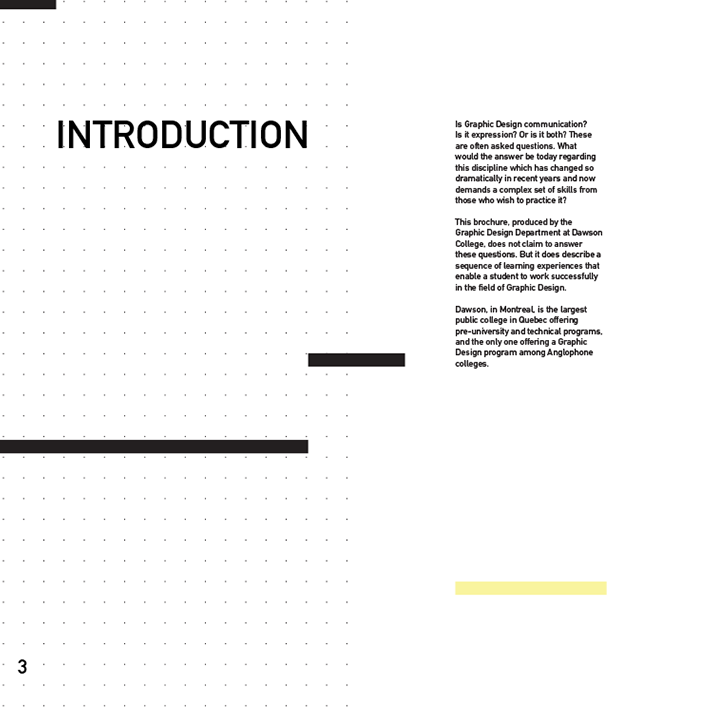 INTRODUCTION
Is Graphic Design communication?
Is it expression? Or is it both? These
are often asked questions. What
would the answer be today regarding
this discipline which has changed so
dramatically in recent years and now
demands a complex set of skills from
those who wish to practice it?
This brochure, produced by the
Graphic Design Department at Dawson
College, does not claim to answer
these questions. But it does describe a
sequence of learning experiences that
enable a student to work successfully
in the field of Graphic Design.
Dawson, in Montreal, is the largest
public college in Quebec offering
pre-university and technical programs,
and the only one offering a Graphic
Design program among Anglophone
colleges.
3